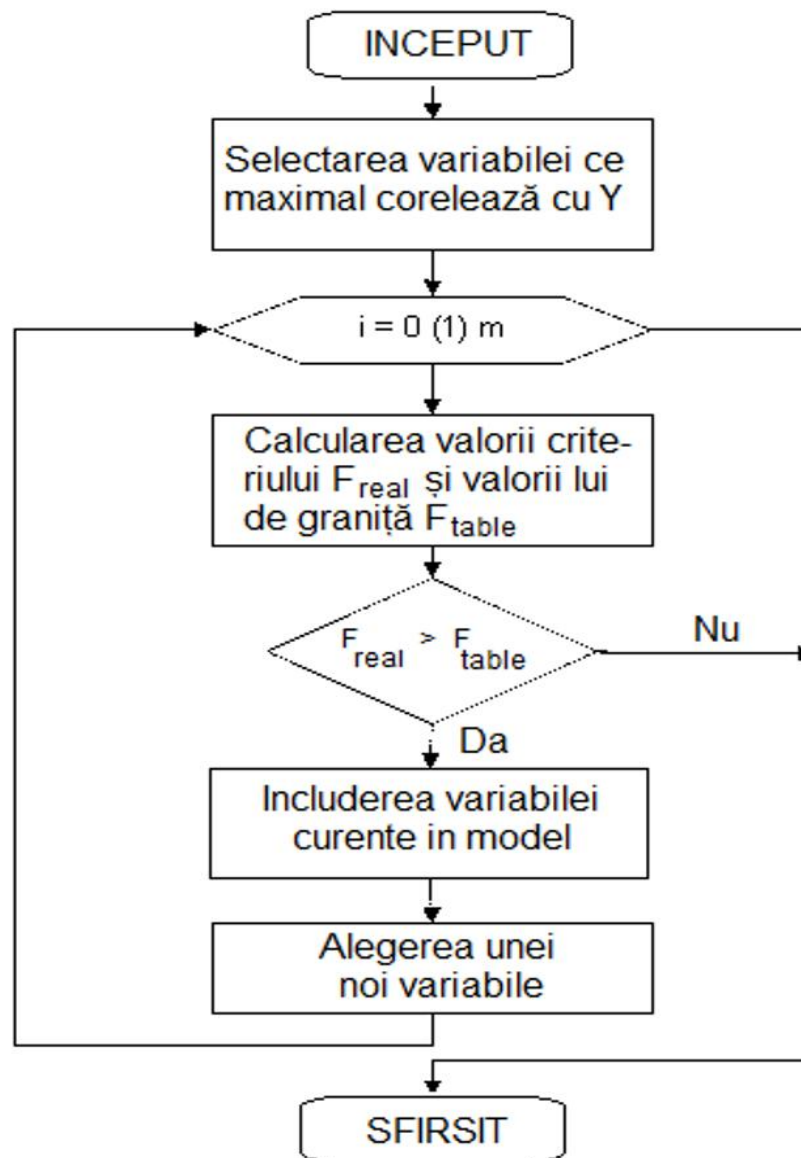 INCEPUT
Selectarea variabilei ce
maximal corelează cu Y
i = 0 (1) m
Calcularea valorii crite-
riului F real și valorii lui
de graniță F table
F real > F table
Nu
Da
Includerea variabilei
curente in model
Alegerea unei
noi variabile
SFIRSIT